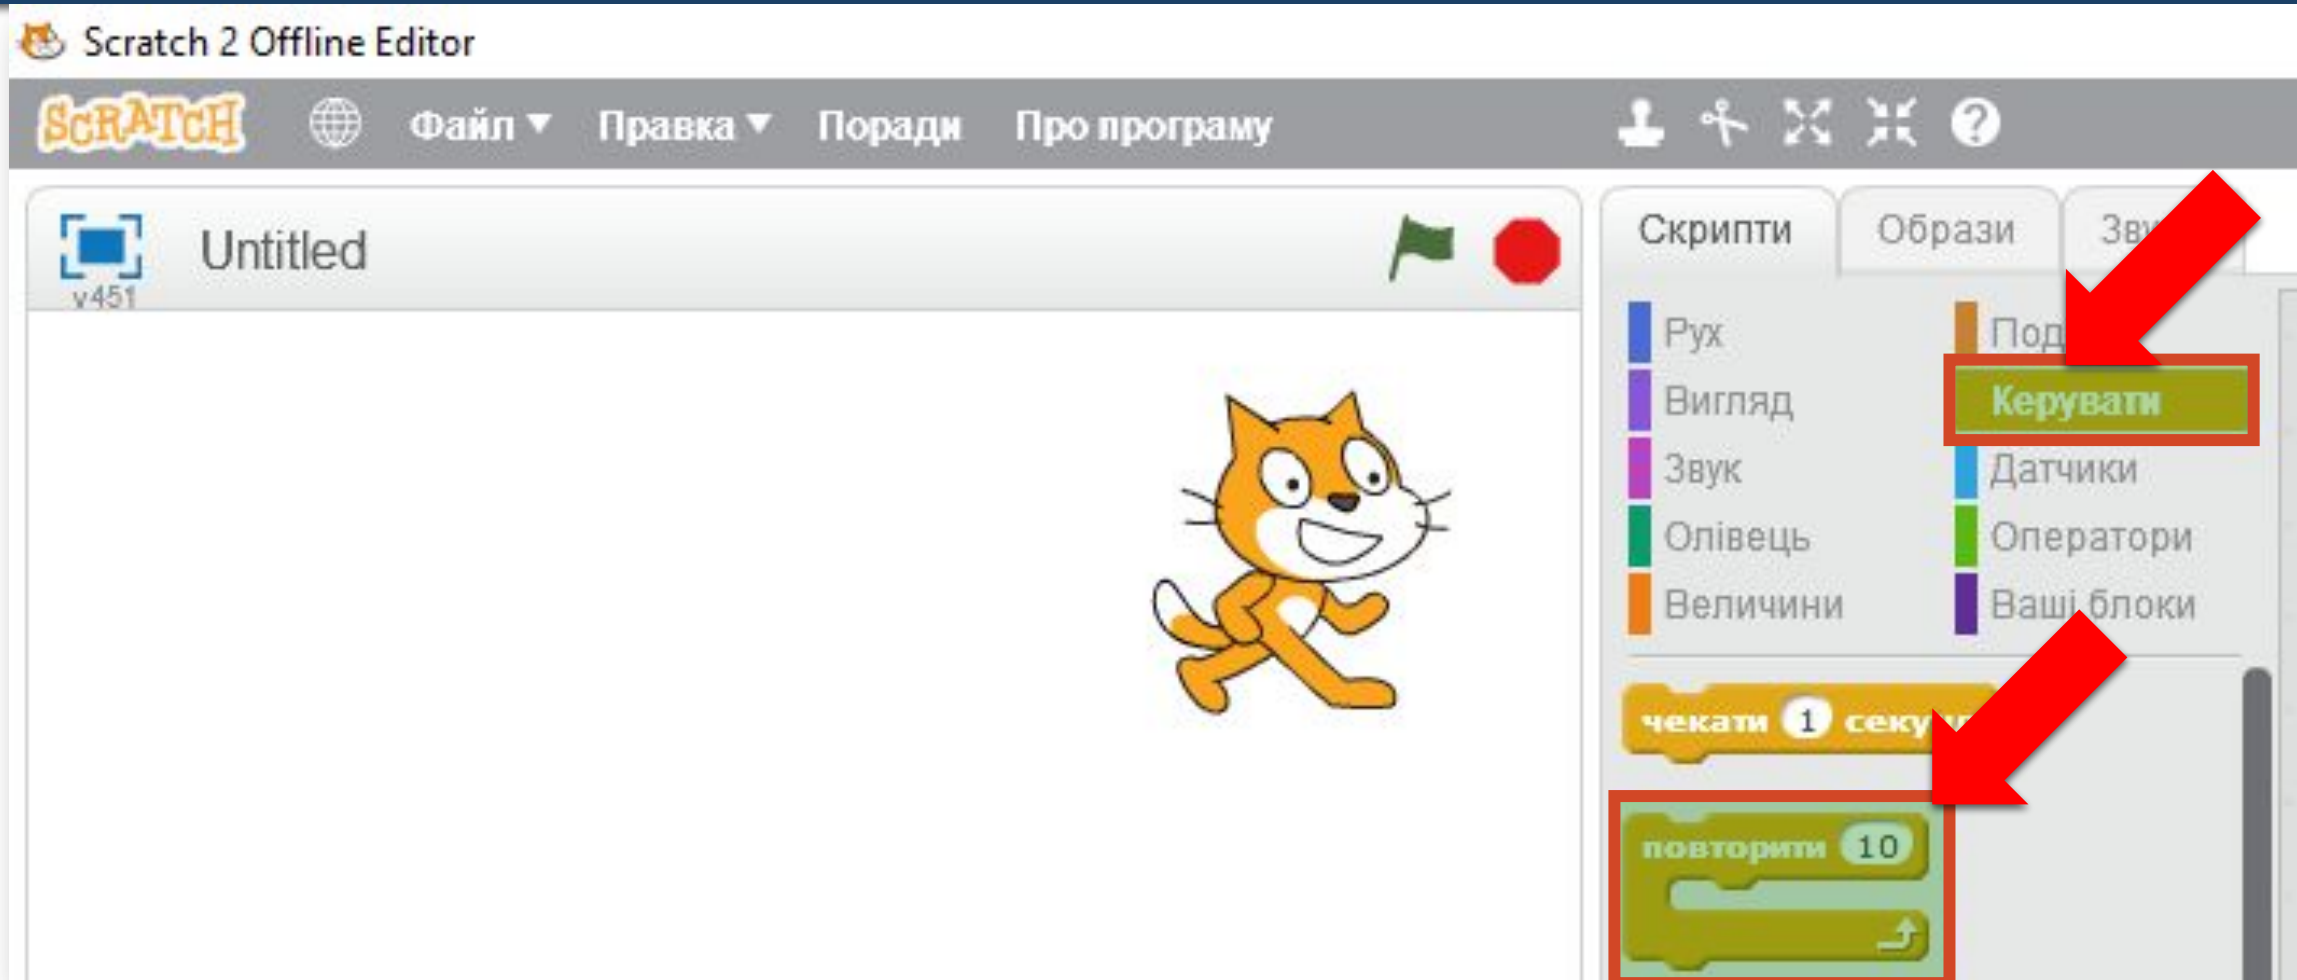 Scratch 2 Offline Editor
SCRATCH Файл Правка Поради Про програму
Untitled
v451
Скрипти Образи
Рух
Вигляд Керувати
Звук Датчики
Олівець Оператори
Величини Ваші блоки
чекати 1
повторити 10